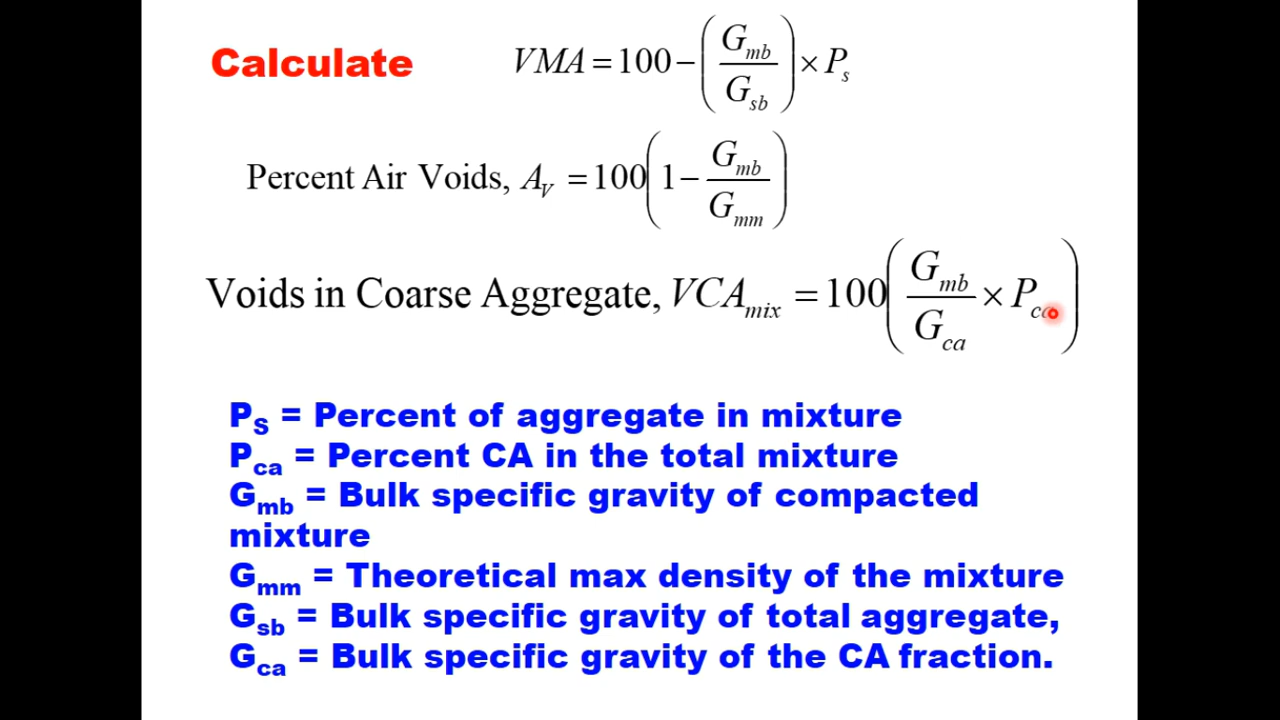 Calculate VMA = 100 − (G_mb / G_sb) × P_s
Percent Air Voids, A_V = 100(1 − G_mb / G_mm)
Voids in Coarse Aggregate, VCA_mix = 100(G_mb / G_ca × P_ca)
P_S = Percent of aggregate in mixture
P_ca = Percent CA in the total mixture
G_mb = Bulk specific gravity of compacted
mixture
G_mm = Theoretical max density of the mixture
G_sb = Bulk specific gravity of total aggregate,
G_ca = Bulk specific gravity of the CA fraction.